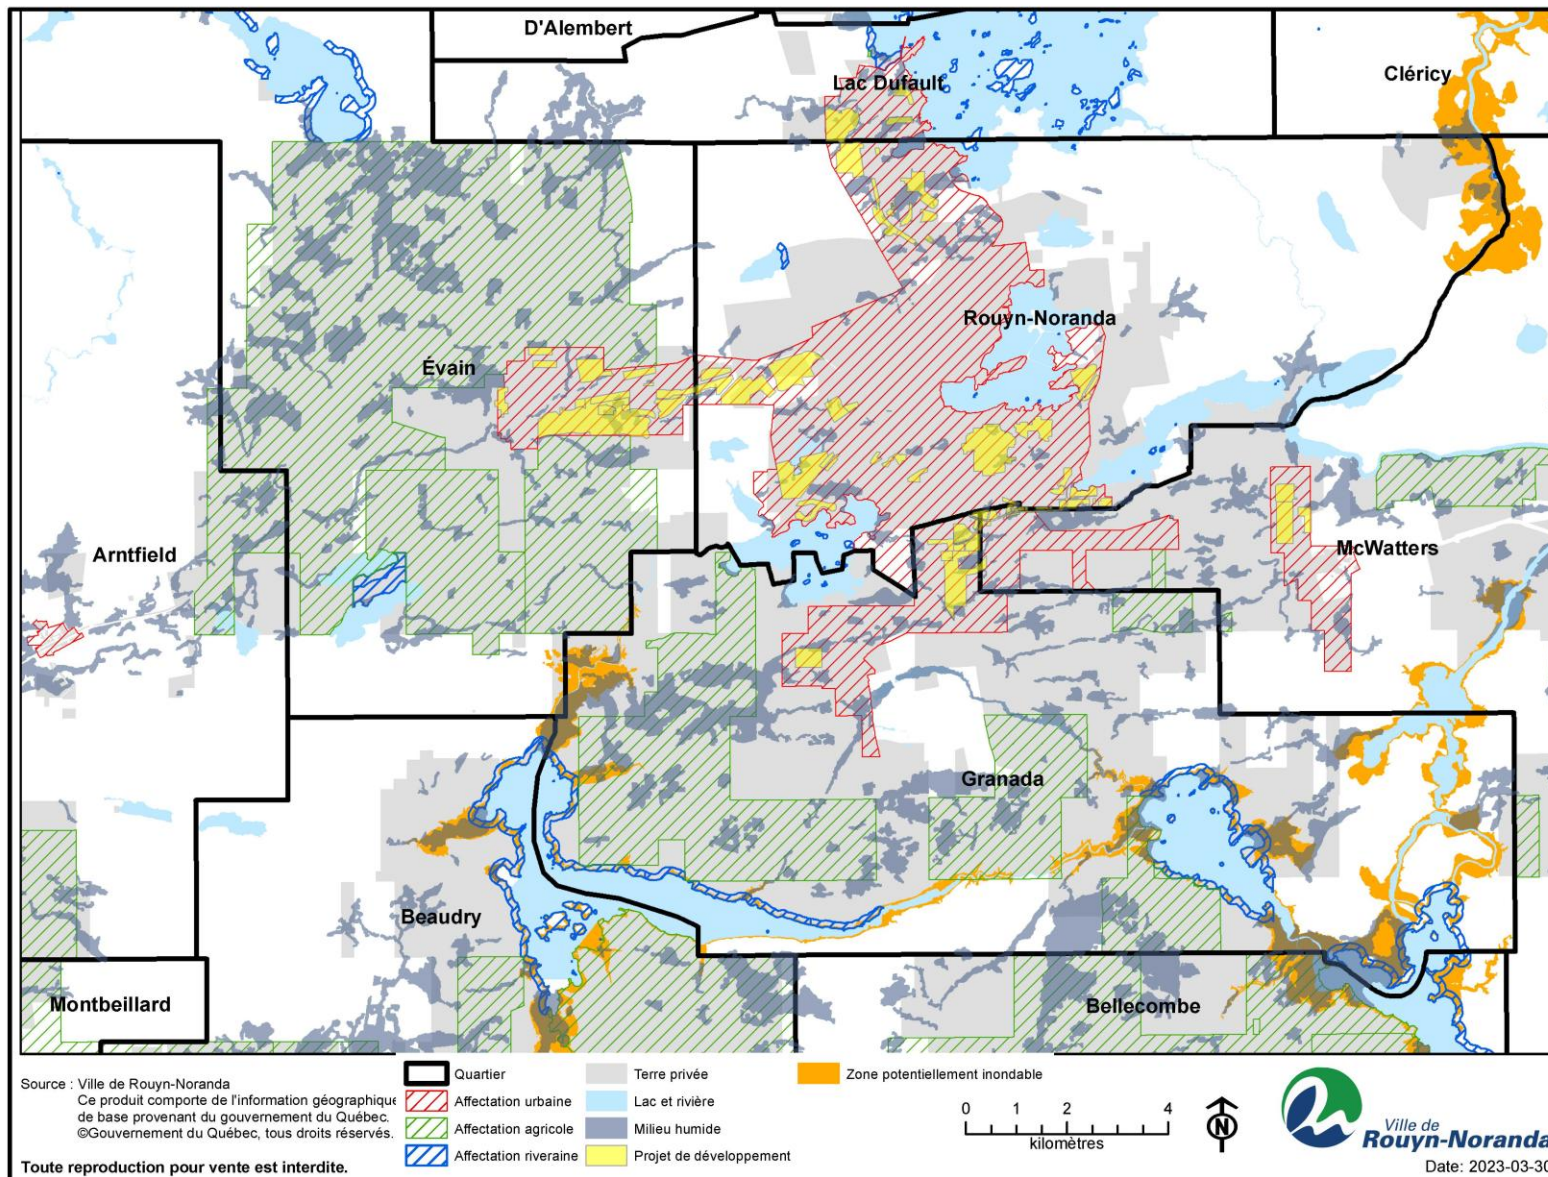 D'Alembert
Lac Dufault
Cléricy
Rouyn-Noranda
Évain
Arntfield
McWatters
Granada
Beaudry
Montbeillard
Bellecombe
Source : Ville de Rouyn-Noranda
Ce produit comporte de l'information géographique
de base provenant du gouvernement du Québec.
©Gouvernement du Québec, tous droits réservés.
Toute reproduction pour vente est interdite.
Quartier
Affectation urbaine
Affectation agricole
Affectation riveraine
Terre privée
Lac et rivière
Milieu humide
Projet de développement
Zone potentiellement inondable
0 1 2 4
kilomètres
N
Ville de
Rouyn-Noranda
Date: 2023-03-30